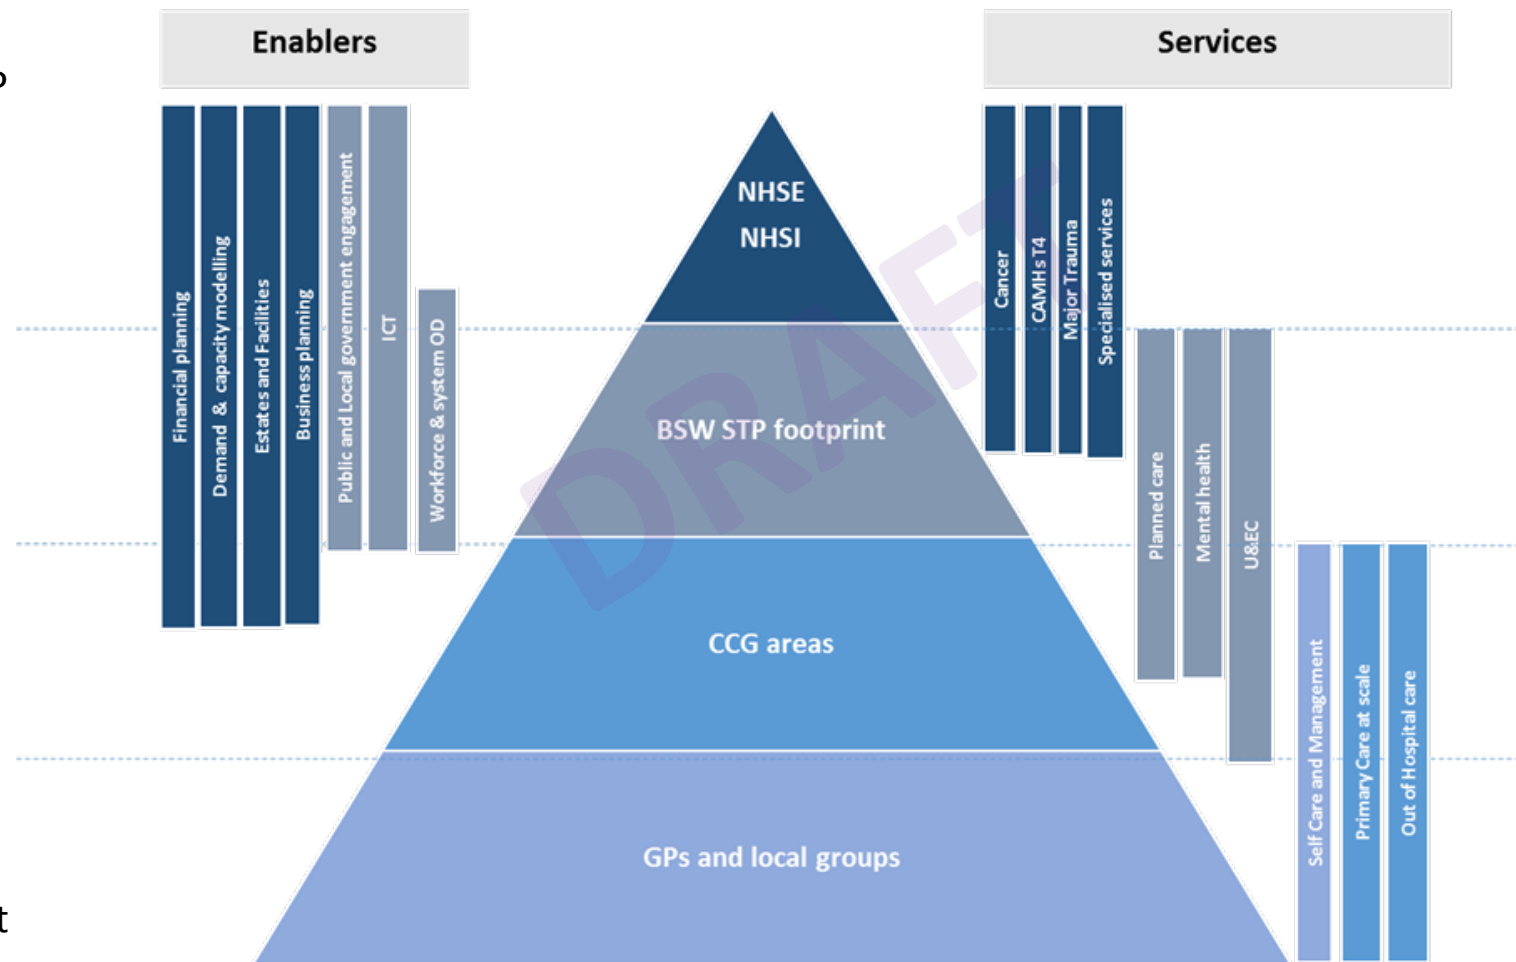 Enablers
Services
Financial planning
Demand & capacity modelling
Estates and Facilities
Business planning
Public and Local government engagement
ICT
Workforce & system OD
NHSE
NHSI
BSW STP footprint
CCG areas
GPs and local groups
Cancer
CAMHs T4
Major Trauma
Specialised services
Planned care
Mental health
U&EC
Self Care and Management
Primary Care at scale
Out of Hospital care
DRAFT